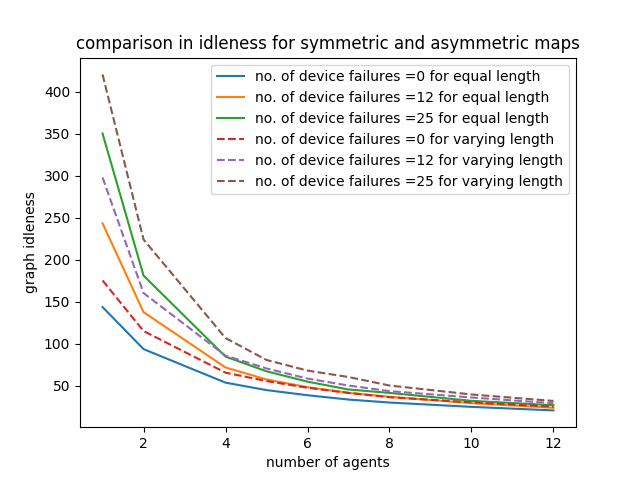 comparison in idleness for symmetric and asymmetric maps
no. of device failures =0 for equal length
no. of device failures =12 for equal length
no. of device failures =25 for equal length
no. of device failures =0 for varying length
no. of device failures =12 for varying length
no. of device failures =25 for varying length
graph idleness
400
350
300
250
200
150
100
50
2 4 6 8 10 12
number of agents